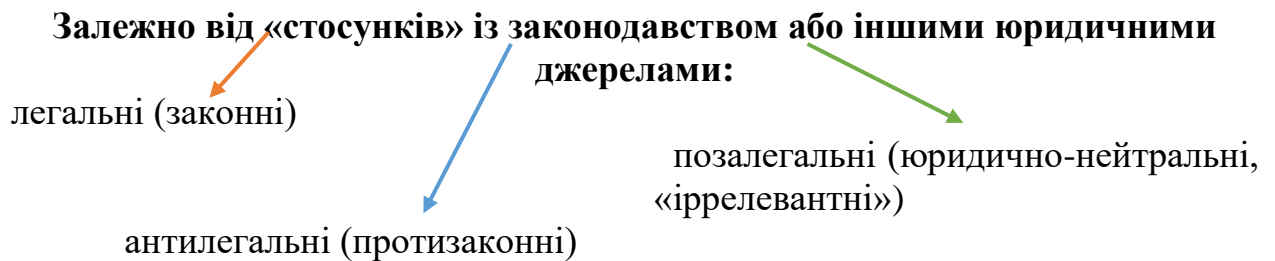 Залежно від «стосунків» із законодавством або іншими юридичними
джерелами:
легальні (законні)
позалегальні (юридично-нейтральні,
«іррелевантні»)
антилегальні (протизаконні)